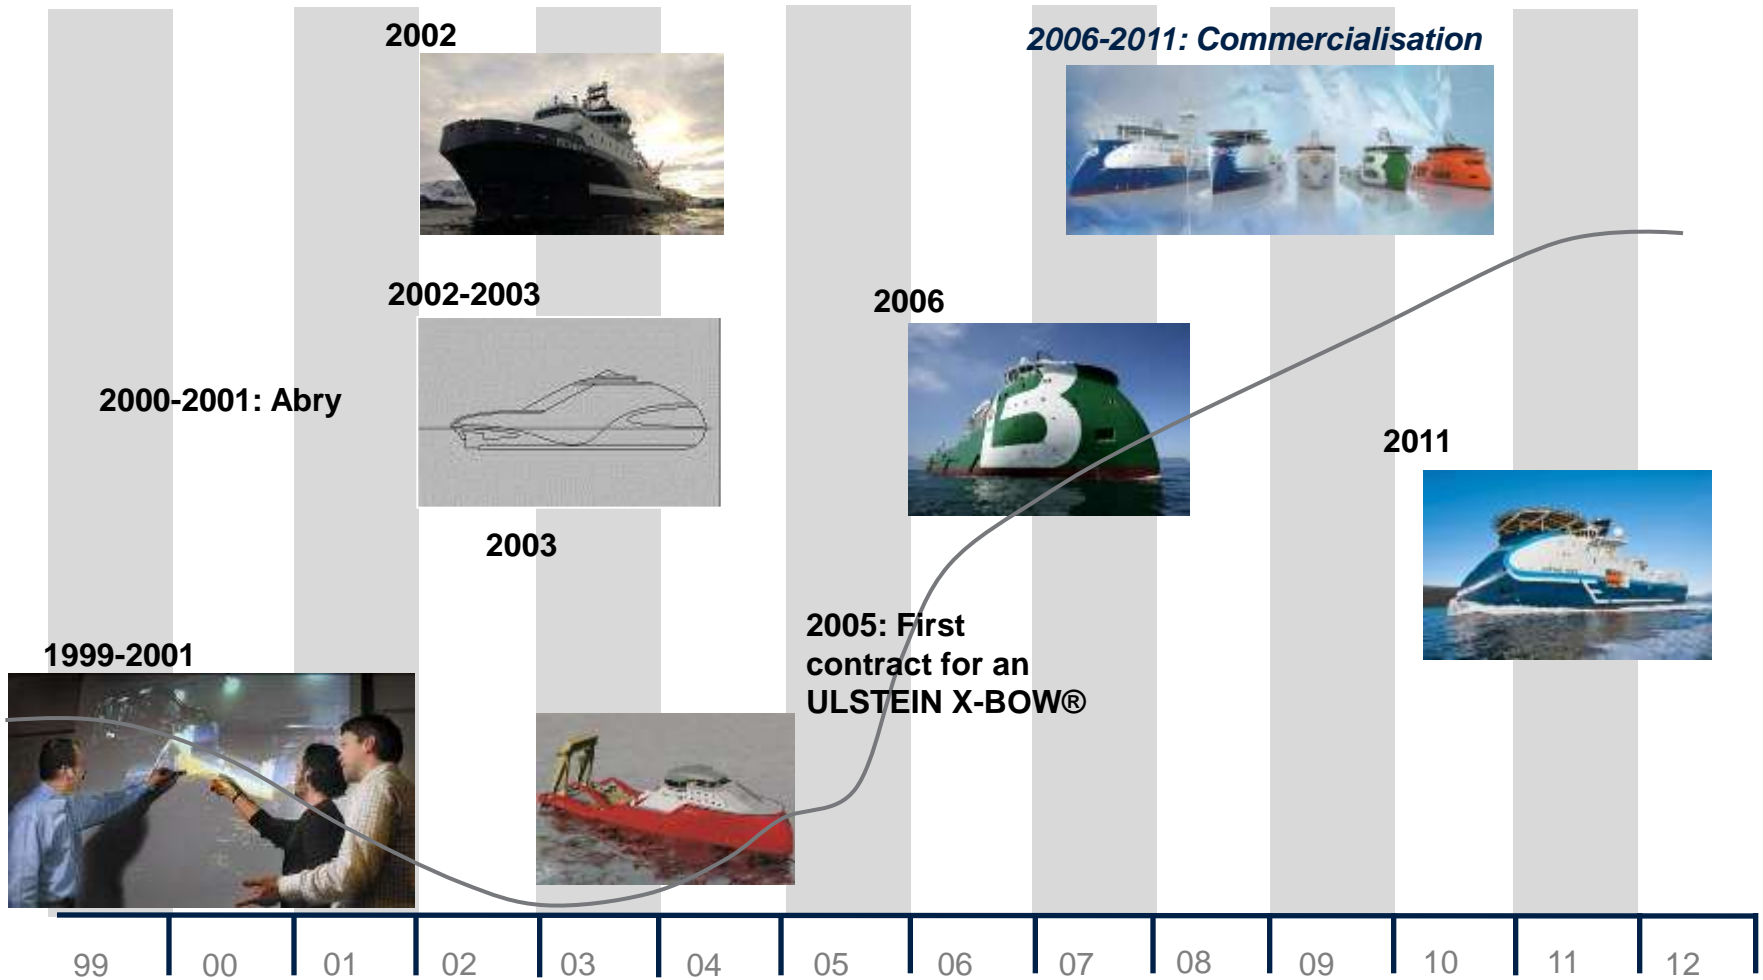 2002
2006-2011: Commercialisation
2002-2003
2006
2000-2001: Abry
2011
2003
2005: First
contract for an
ULSTEIN X-BOW®
1999-2001
B
99 00 01 02 03 04 05 06 07 08 09 10 11 12